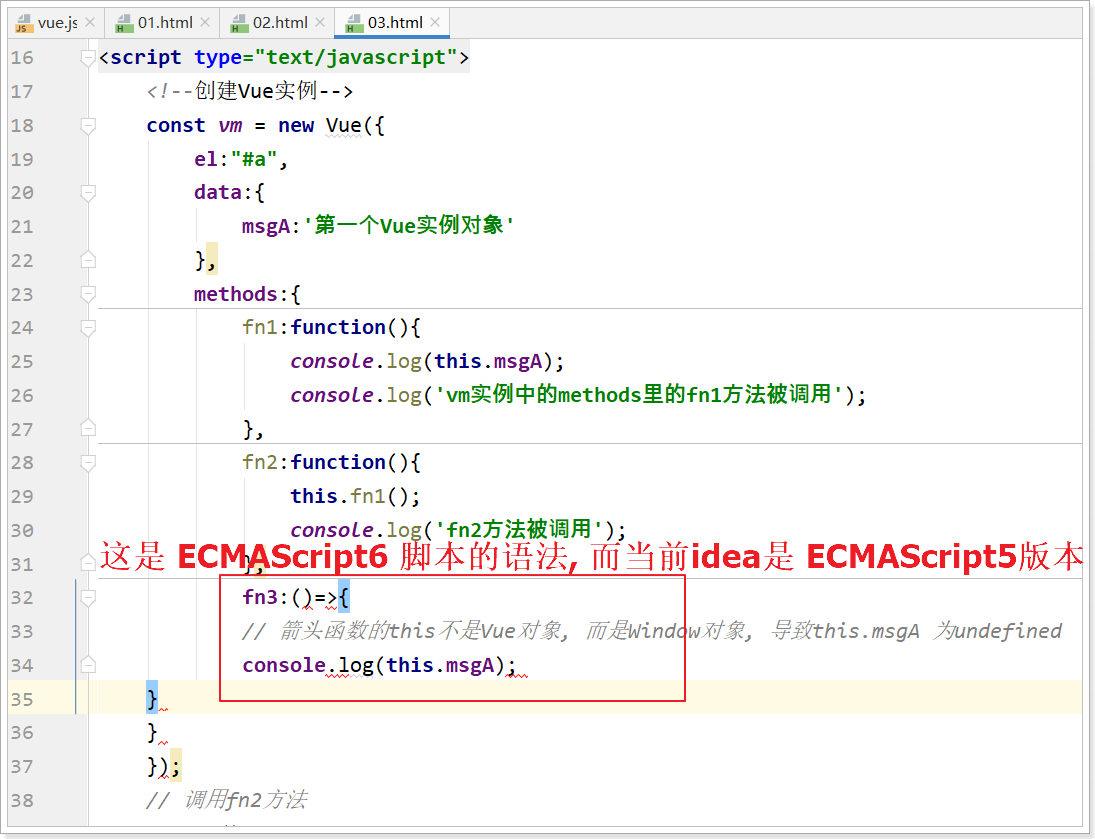 vue.js 01.html 02.html 03.html
16 <script type="text/javascript">
17 <!--创建Vue实例-->
18 const vm = new Vue({
19 el:"#a",
20 data:{
21 msgA:'第一个Vue实例对象'
22 },
23 methods:{
24 fn1:function(){
25 console.log(this.msgA);
26 console.log('vm实例中的methods里的fn1方法被调用');
27 },
28 fn2:function(){
29 this.fn1();
30 console.log('fn2方法被调用');
这是 ECMAScript6 脚本的语法, 而当前idea是 ECMAScript5版本
31 },
32 fn3:()=>{
33 // 箭头函数的this不是Vue对象, 而是Window对象, 导致this.msgA 为undefined
34 console.log(this.msgA);
35 }
36 }
37 });
38 // 调用fn2方法